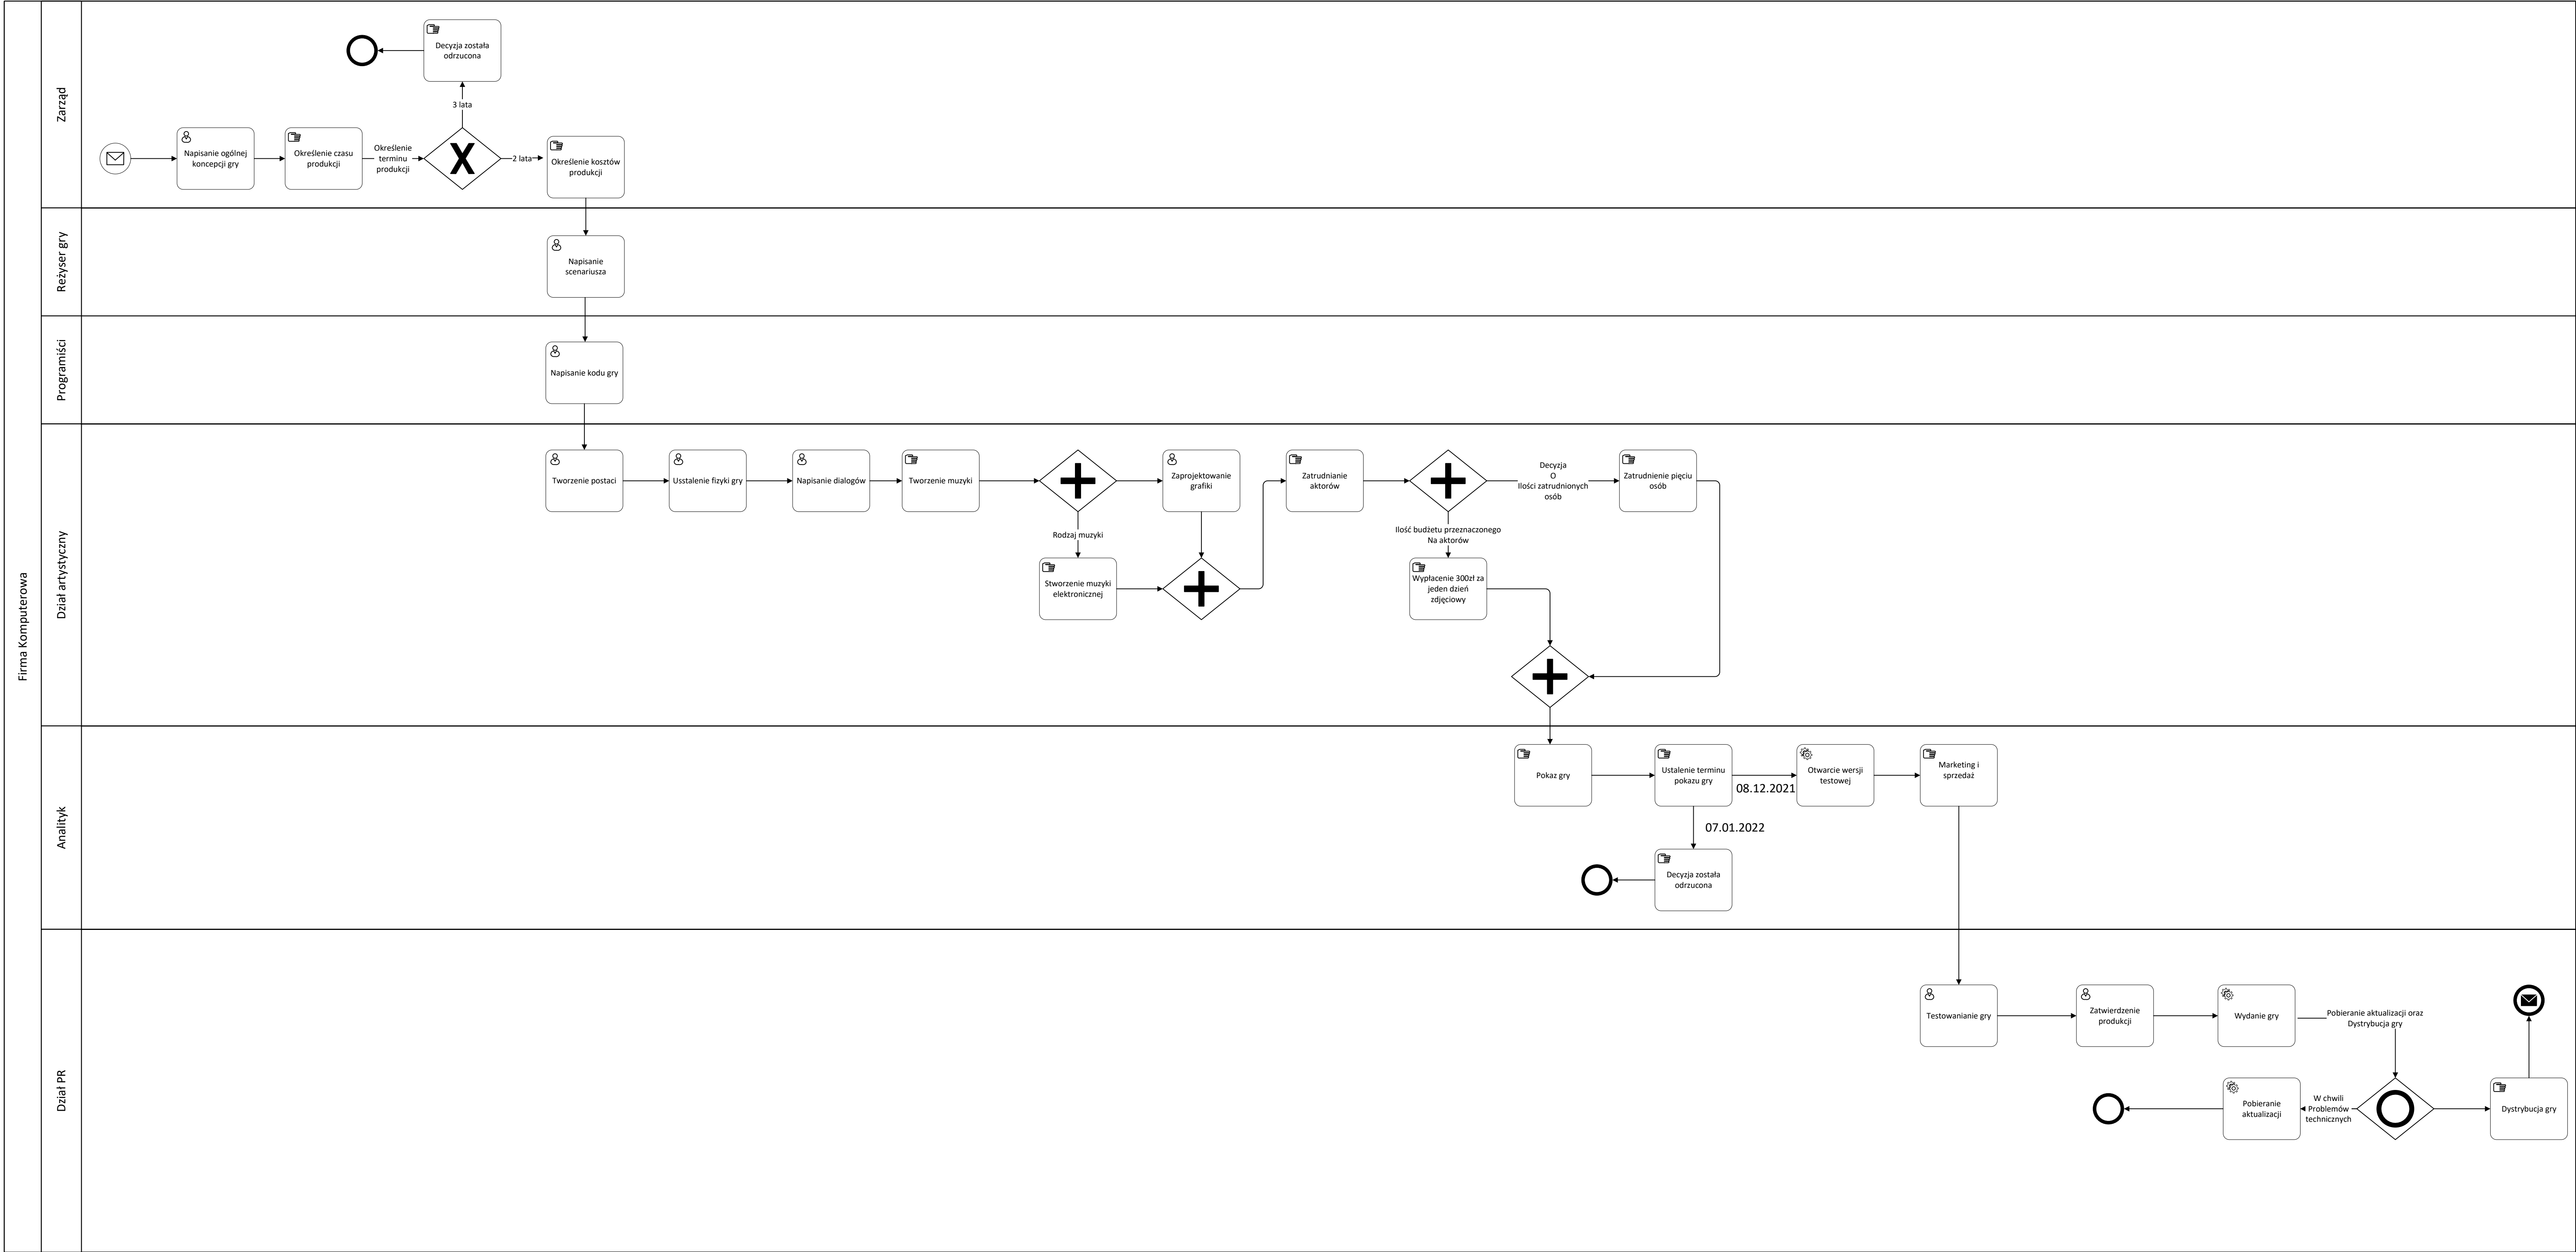 Firma Komputerowa
Zarząd
Decyzja została
odrzucona
3 lata
Napisanie ogólnej
koncepcji gry
Określenie czasu
produkcji
Określenie
terminu
produkcji
2 lata
Określenie kosztów
produkcji
Reżyser gry
Napisanie
scenariusza
Programiści
Napisanie kodu gry
Dział artystyczny
Tworzenie postaci
Usstalenie fizyki gry
Napisanie dialogów
Tworzenie muzyki
Zaprojektowanie
grafiki
Rodzaj muzyki
Stworzenie muzyki
elektronicznej
Zatrudnianie
aktorów
Decyzja
O
Ilości zatrudnionych
osób
Zatrudnienie pięciu
osób
Ilość budżetu przeznaczonego
Na aktorów
Wypłacenie 300zł za
jeden dzień
zdjęciowy
Analityk
Pokaz gry
Ustalenie terminu
pokazu gry
08.12.2021
Otwarcie wersji
testowej
Marketing i
sprzedaż
07.01.2022
Decyzja została
odrzucona
Dział PR
Testowanianie gry
Zatwierdzenie
produkcji
Wydanie gry
Pobieranie aktualizacji oraz
Dystrybucja gry
Pobieranie
aktualizacji
W chwili
Problemów
technicznych
Dystrybucja gry